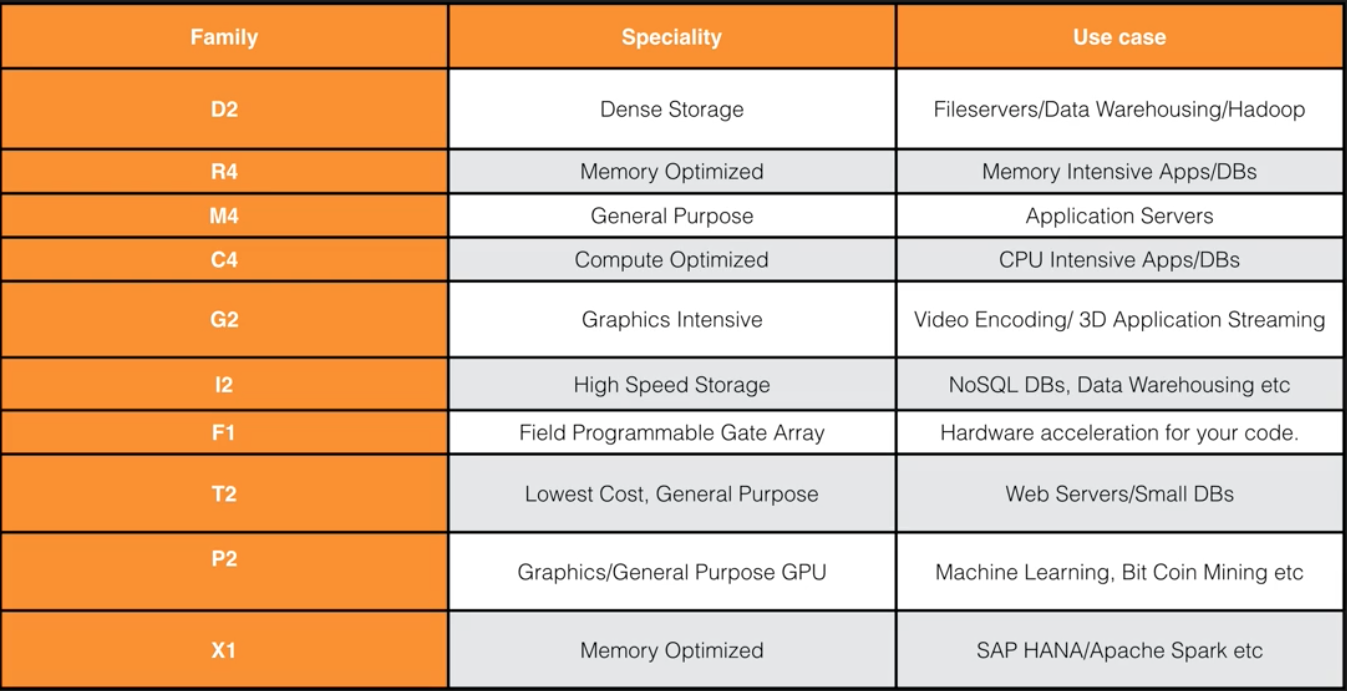 Family Speciality Use case
D2 Dense Storage Fileservers/Data Warehousing/Hadoop
R4 Memory Optimized Memory Intensive Apps/DBs
M4 General Purpose Application Servers
C4 Compute Optimized CPU Intensive Apps/DBs
G2 Graphics Intensive Video Encoding/ 3D Application Streaming
I2 High Speed Storage NoSQL DBs, Data Warehousing etc
F1 Field Programmable Gate Array Hardware acceleration for your code.
T2 Lowest Cost, General Purpose Web Servers/Small DBs
P2 Graphics/General Purpose GPU Machine Learning, Bit Coin Mining etc
X1 Memory Optimized SAP HANA/Apache Spark etc